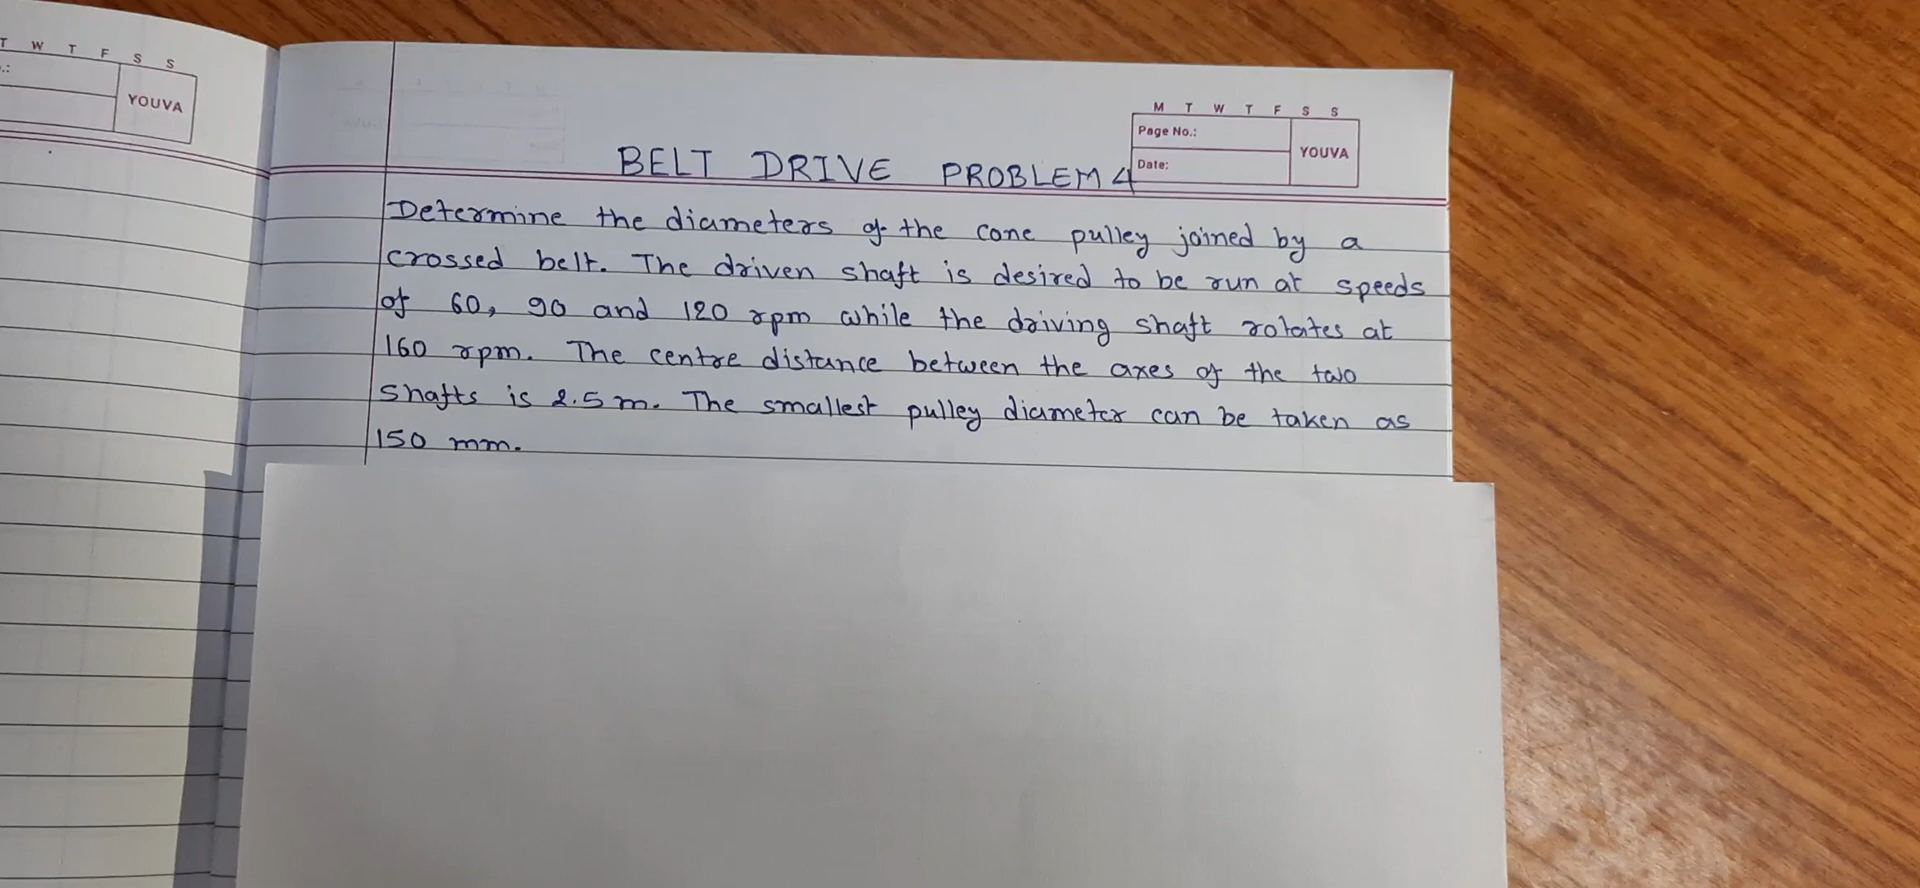 T W T F S S
.:
YOUVA
M T W T F S S
Page No.:
YOUVA
Date:
BELT DRIVE PROBLEM 4
Determine the diameters of the cone pulley joined by a
crossed belt. The driven shaft is desired to be run at speeds
of 60, 90 and 120 rpm while the driving shaft rotates at
160 rpm. The centre distance between the axes of the two
shafts is 2.5 m. The smallest pulley diameter can be taken as
150 mm.